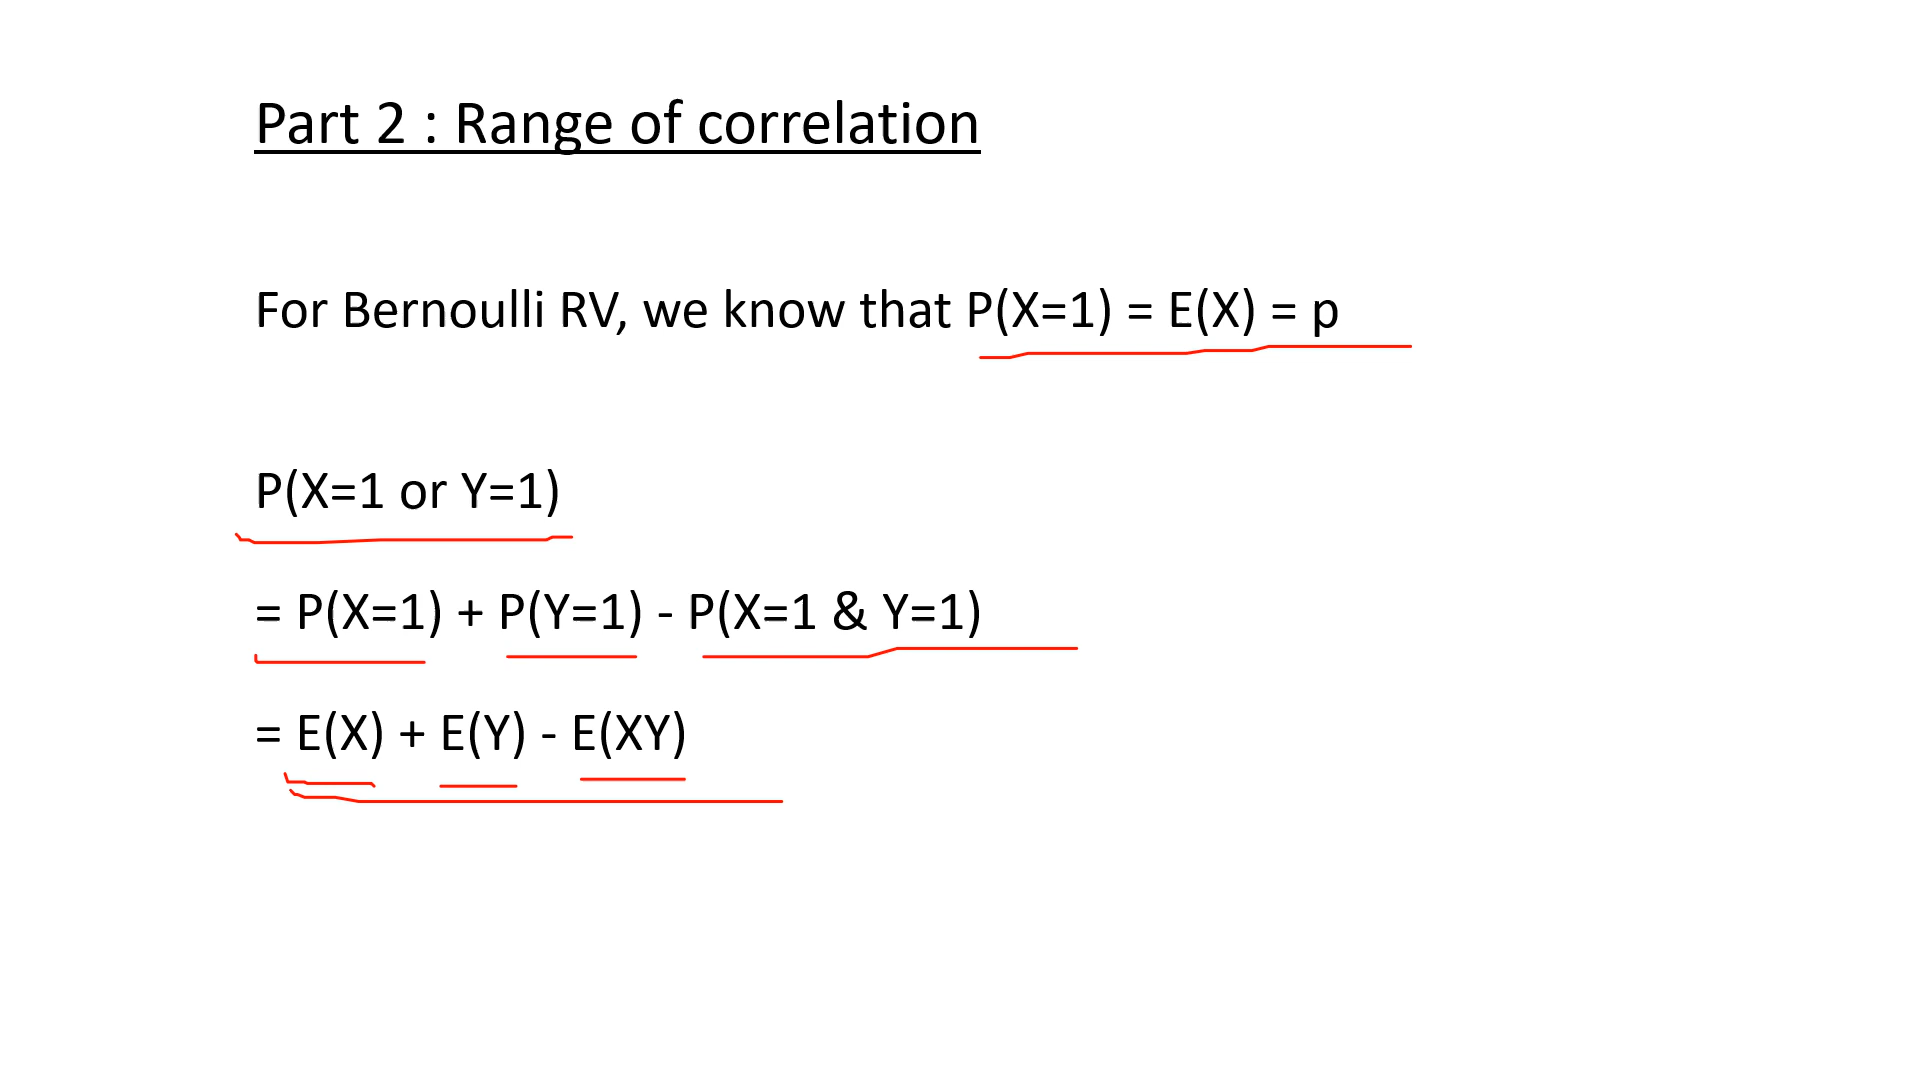 Part 2 : Range of correlation
For Bernoulli RV, we know that P(X=1) = E(X) = p
P(X=1 or Y=1)
= P(X=1) + P(Y=1) - P(X=1 & Y=1)
= E(X) + E(Y) - E(XY)